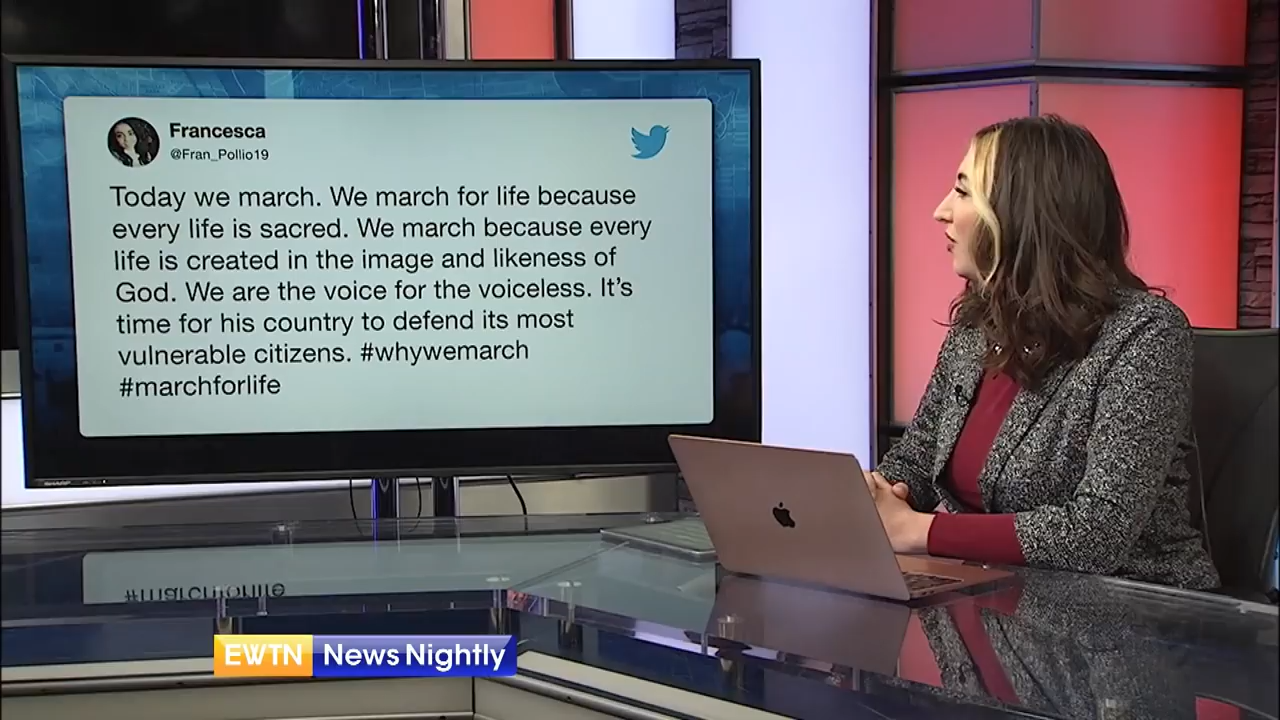 Francesca
@Fran_Pollio19
Today we march. We march for life because
every life is sacred. We march because every
life is created in the image and likeness of
God. We are the voice for the voiceless. It's
time for his country to defend its most
vulnerable citizens. #whywemarch
#marchforlife
#marchforlife
EWTN News Nightly